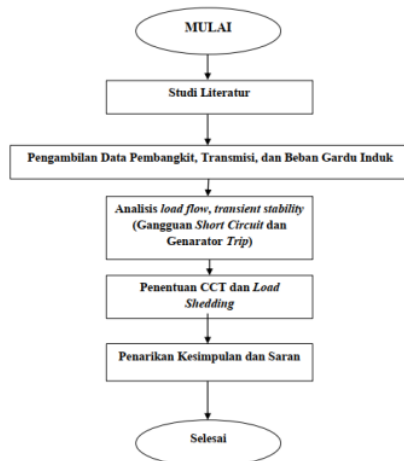 MULAI
Studi Literatur
Pengambilan Data Pembangkit, Transmisi, dan Beban Gardu Induk
Analisis load flow, transient stability
(Gangguan Short Circuit dan
Genarator Trip)
Penentuan CCT dan Load
Shedding
Penarikan Kesimpulan dan Saran
Selesai